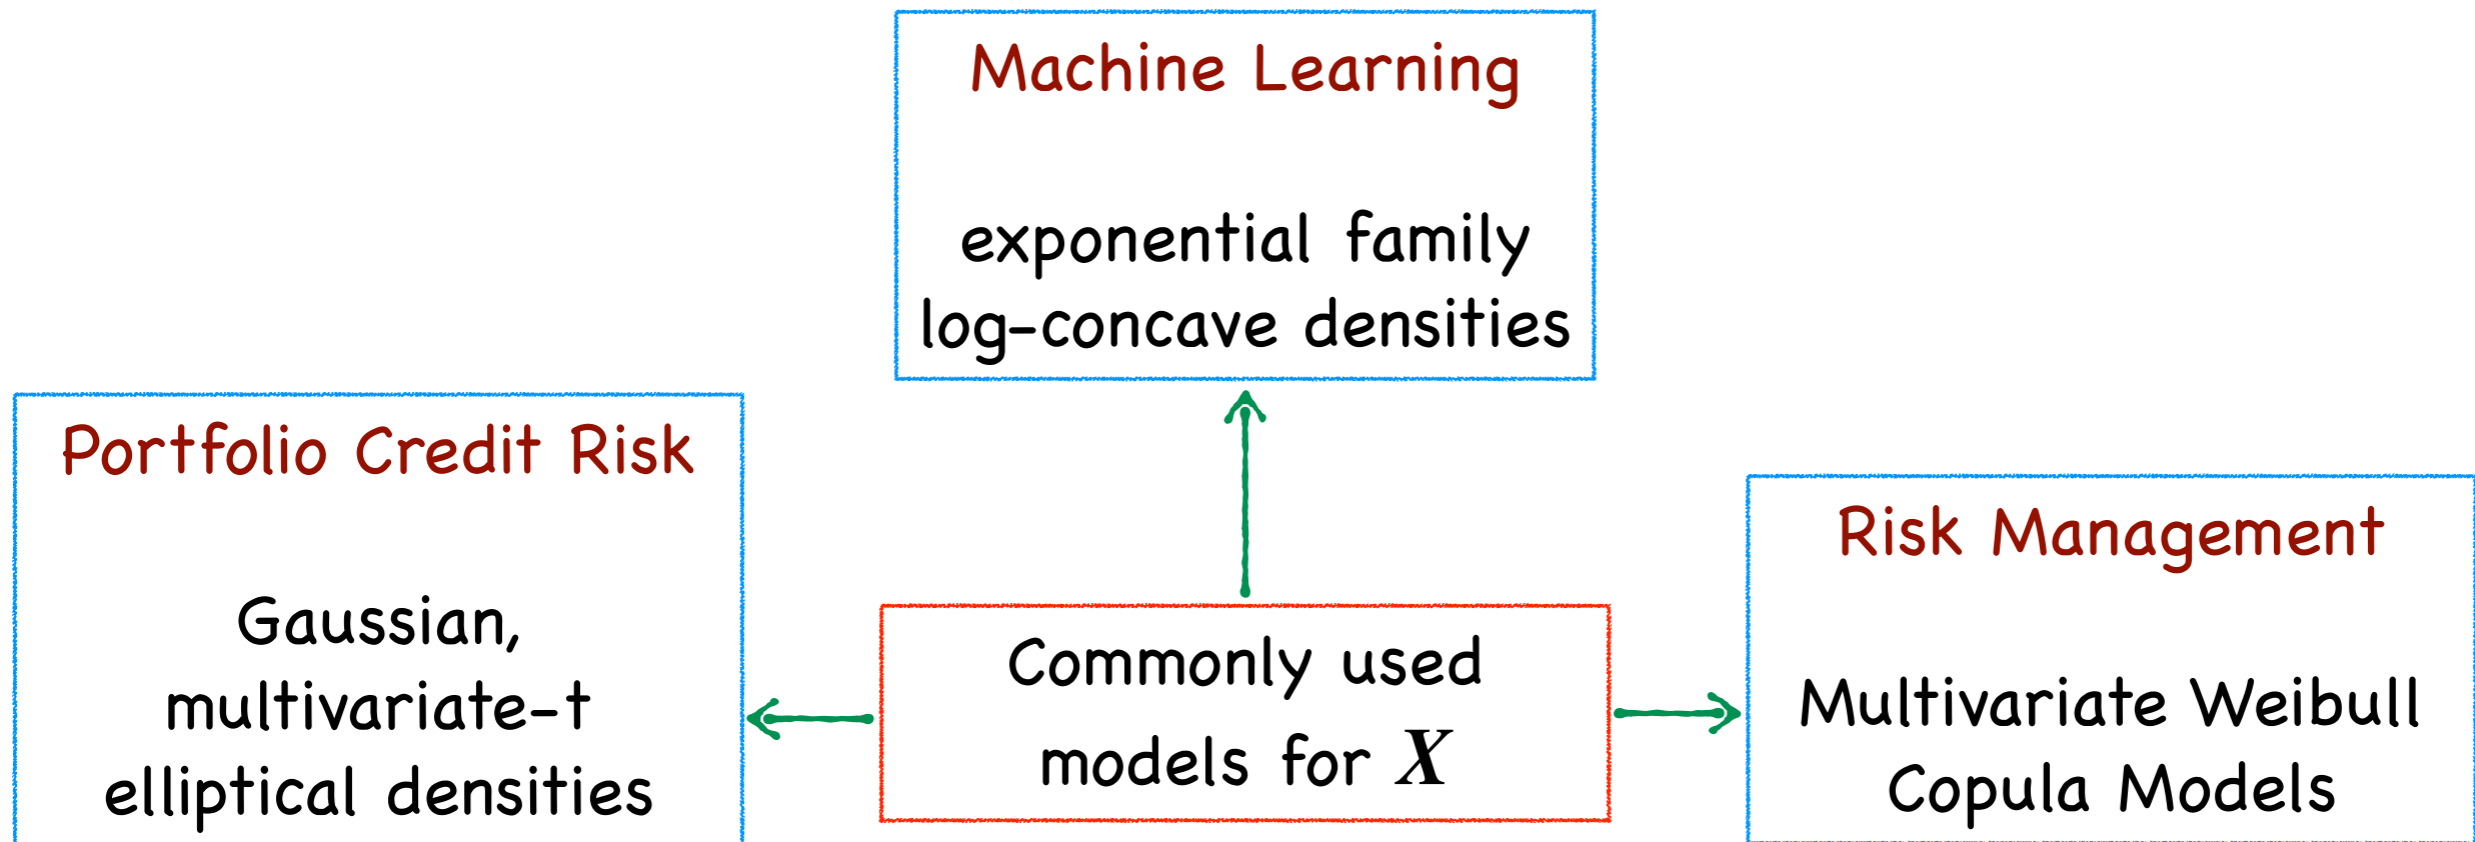 Machine Learning
exponential family
log-concave densities
Portfolio Credit Risk
Gaussian,
multivariate-t
elliptical densities
Commonly used
models for X
Risk Management
Multivariate Weibull
Copula Models